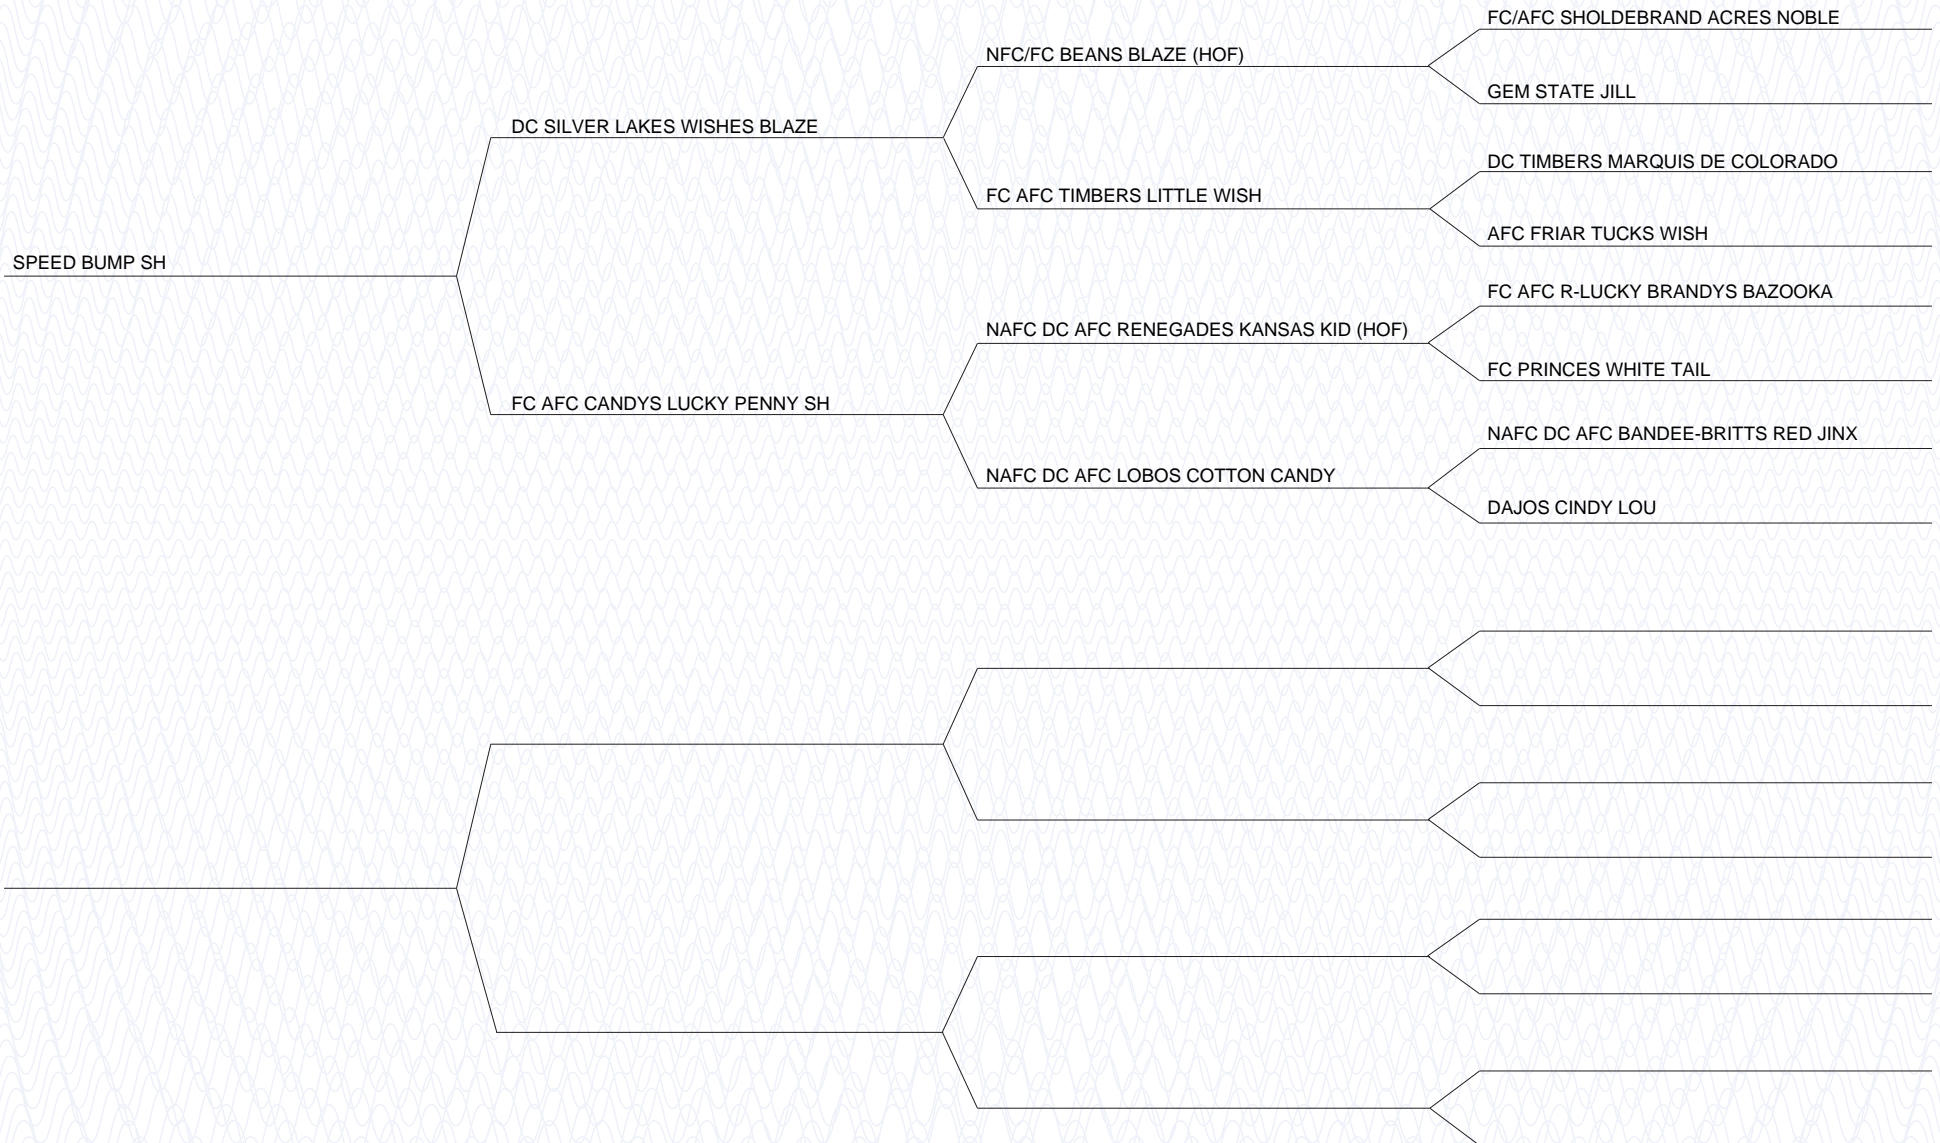 FC/AFC SHOLDEBRAND ACRES NOBLE
NFC/FC BEANS BLAZE (HOF)
GEM STATE JILL
DC SILVER LAKES WISHES BLAZE
DC TIMBERS MARQUIS DE COLORADO
FC AFC TIMBERS LITTLE WISH
AFC FRIAR TUCKS WISH
SPEED BUMP SH
FC AFC R-LUCKY BRANDYS BAZOOKA
NAFC DC AFC RENEGADES KANSAS KID (HOF)
FC PRINCES WHITE TAIL
FC AFC CANDYS LUCKY PENNY SH
NAFC DC AFC BANDEE-BRITTS RED JINX
NAFC DC AFC LOBOS COTTON CANDY
DAJOS CINDY LOU